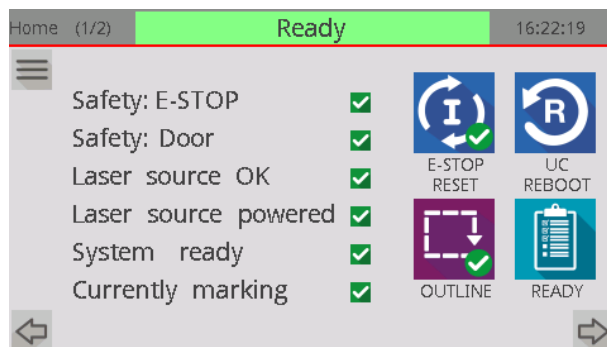 Home (1/2)
Ready
16:22:19
Safety: E-STOP
Safety: Door
Laser source OK
Laser source powered
System ready
Currently marking
I
E-STOP
RESET
R
UC
REBOOT
OUTLINE
READY